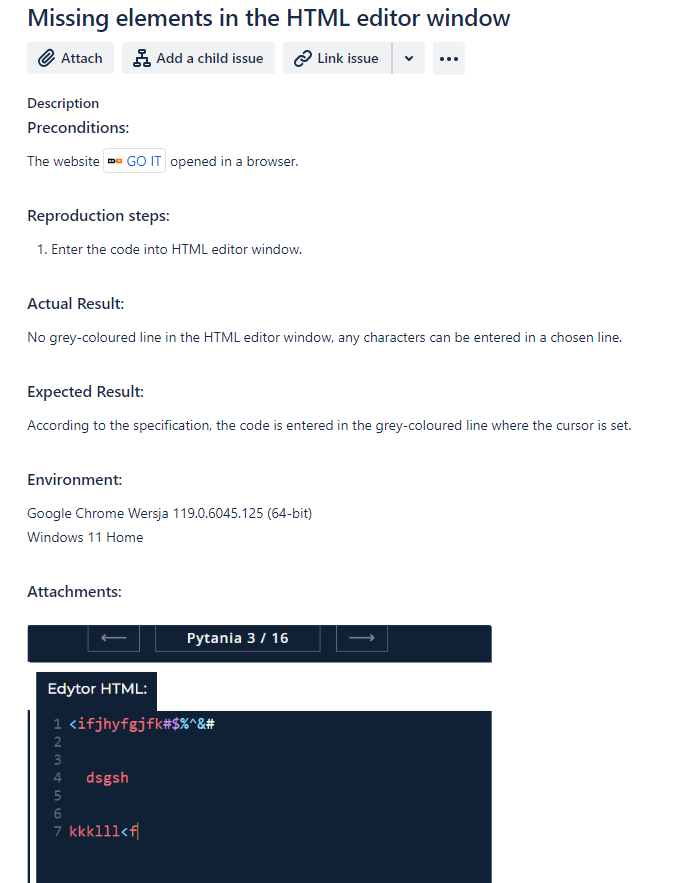 Missing elements in the HTML editor window
Attach
Add a child issue
Link issue
Description
Preconditions:
The website GO IT opened in a browser.
Reproduction steps:
1. Enter the code into HTML editor window.
Actual Result:
No grey-coloured line in the HTML editor window, any characters can be entered in a chosen line.
Expected Result:
According to the specification, the code is entered in the grey-coloured line where the cursor is set.
Environment:
Google Chrome Wersja 119.0.6045.125 (64-bit)
Windows 11 Home
Attachments:
Pytania 3 / 16
Edytor HTML:
1 <ifjhyfgjfk#$%^&#
2
3
4 dsgsh
5
6
7 kkklll<f